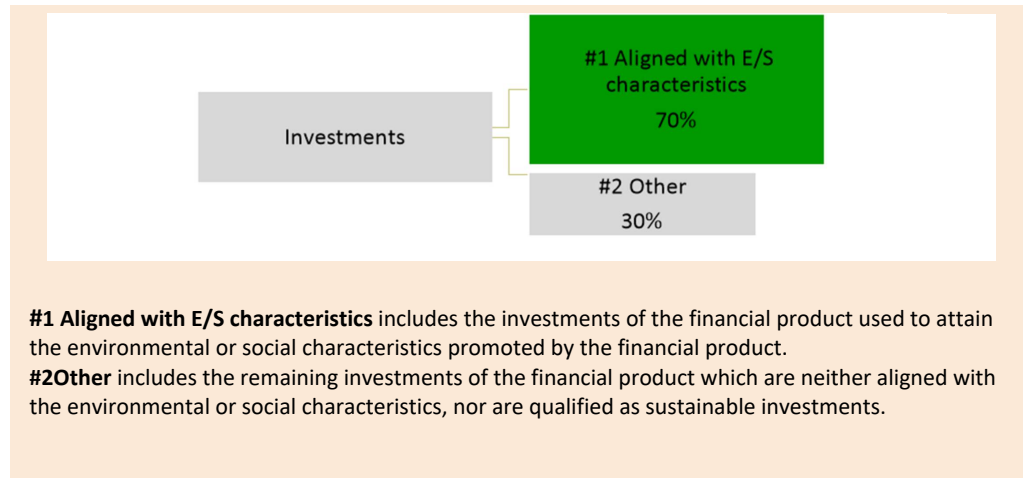 #1 Aligned with E/S
characteristics
70%
Investments
#2 Other
30%
#1 Aligned with E/S characteristics includes the investments of the financial product used to attain
the environmental or social characteristics promoted by the financial product.
#2Other includes the remaining investments of the financial product which are neither aligned with
the environmental or social characteristics, nor are qualified as sustainable investments.